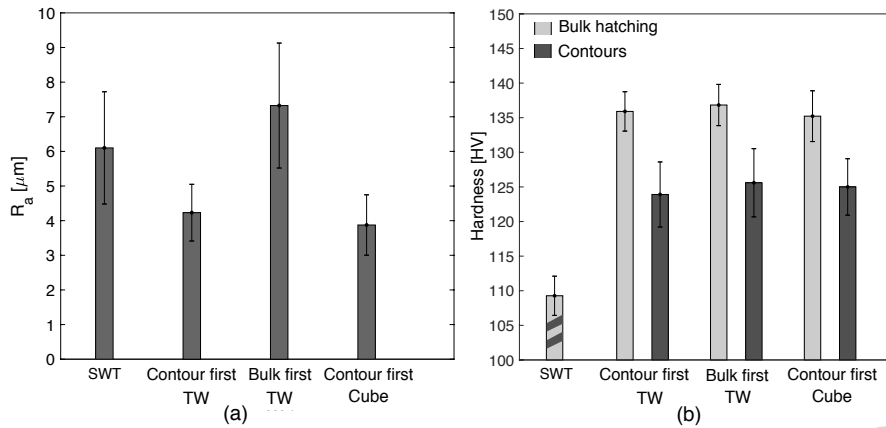 10
9
8
7
6
5
4
3
2
1
0
R_a [μm]
SWT
Contour first
TW
Bulk first
TW
Contour first
Cube
(a)
150
145
140
135
130
125
120
115
110
105
100
Hardness [HV]
Bulk hatching
Contours
SWT
Contour first
TW
Bulk first
TW
Contour first
Cube
(b)